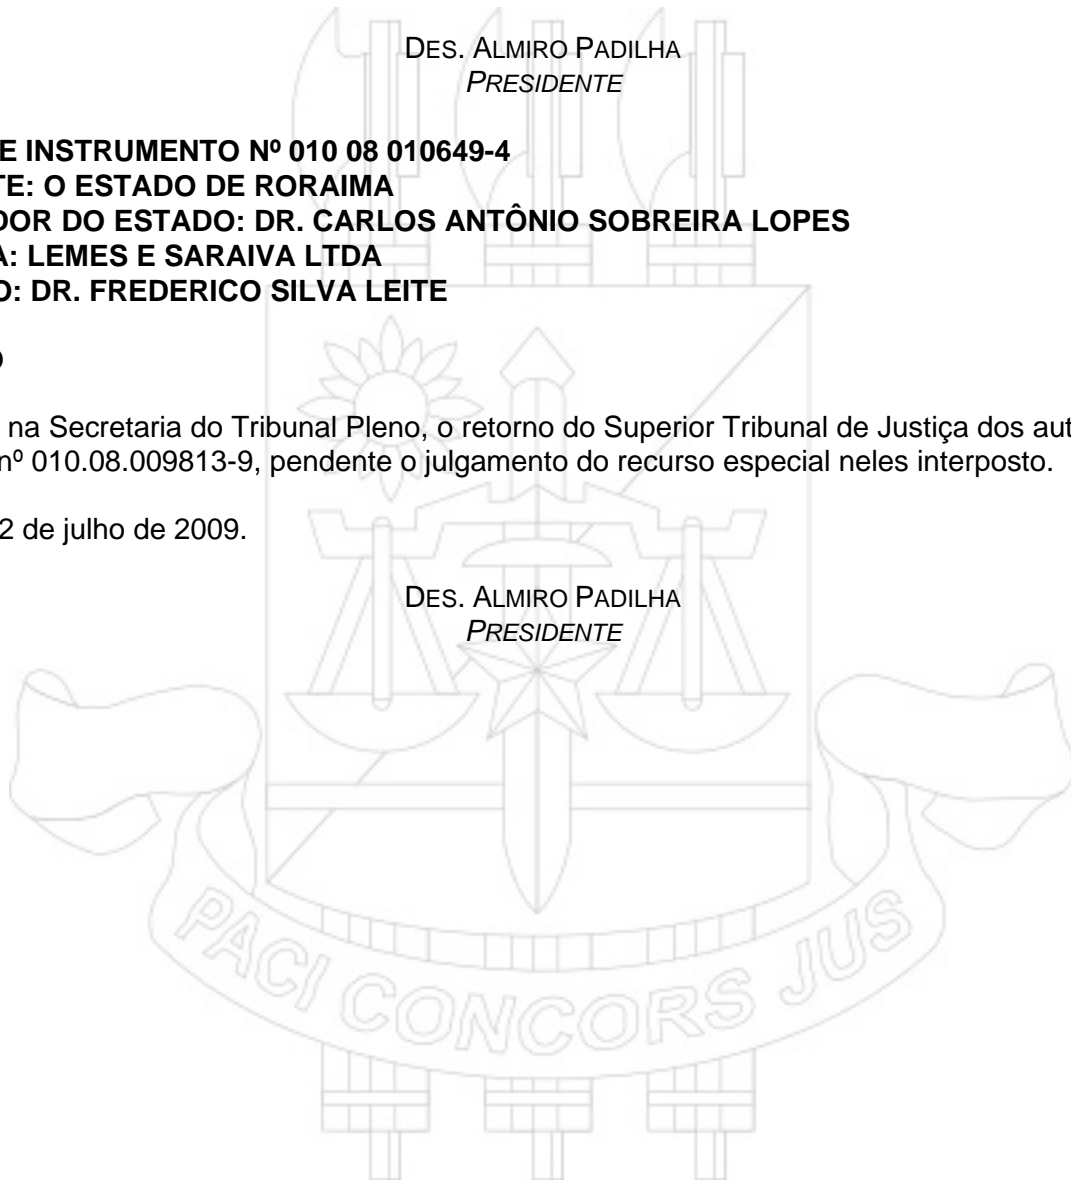 DES. ALMIRO PADILHA
PRESIDENTE
E INSTRUMENTO Nº 010 08 010649-4
TE: O ESTADO DE RORAIMA
DOR DO ESTADO: DR. CARLOS ANTÔNIO SOBREIRA LOPES
A: LEMES E SARAIVA LTDA
O: DR. FREDERICO SILVA LEITE
O
na Secretaria do Tribunal Pleno, o retorno do Superior Tribunal de Justiça dos aut
nº 010.08.009813-9, pendente o julgamento do recurso especial neles interposto.
2 de julho de 2009.
DES. ALMIRO PADILHA
PRESIDENTE
PACI CONCORS JUS